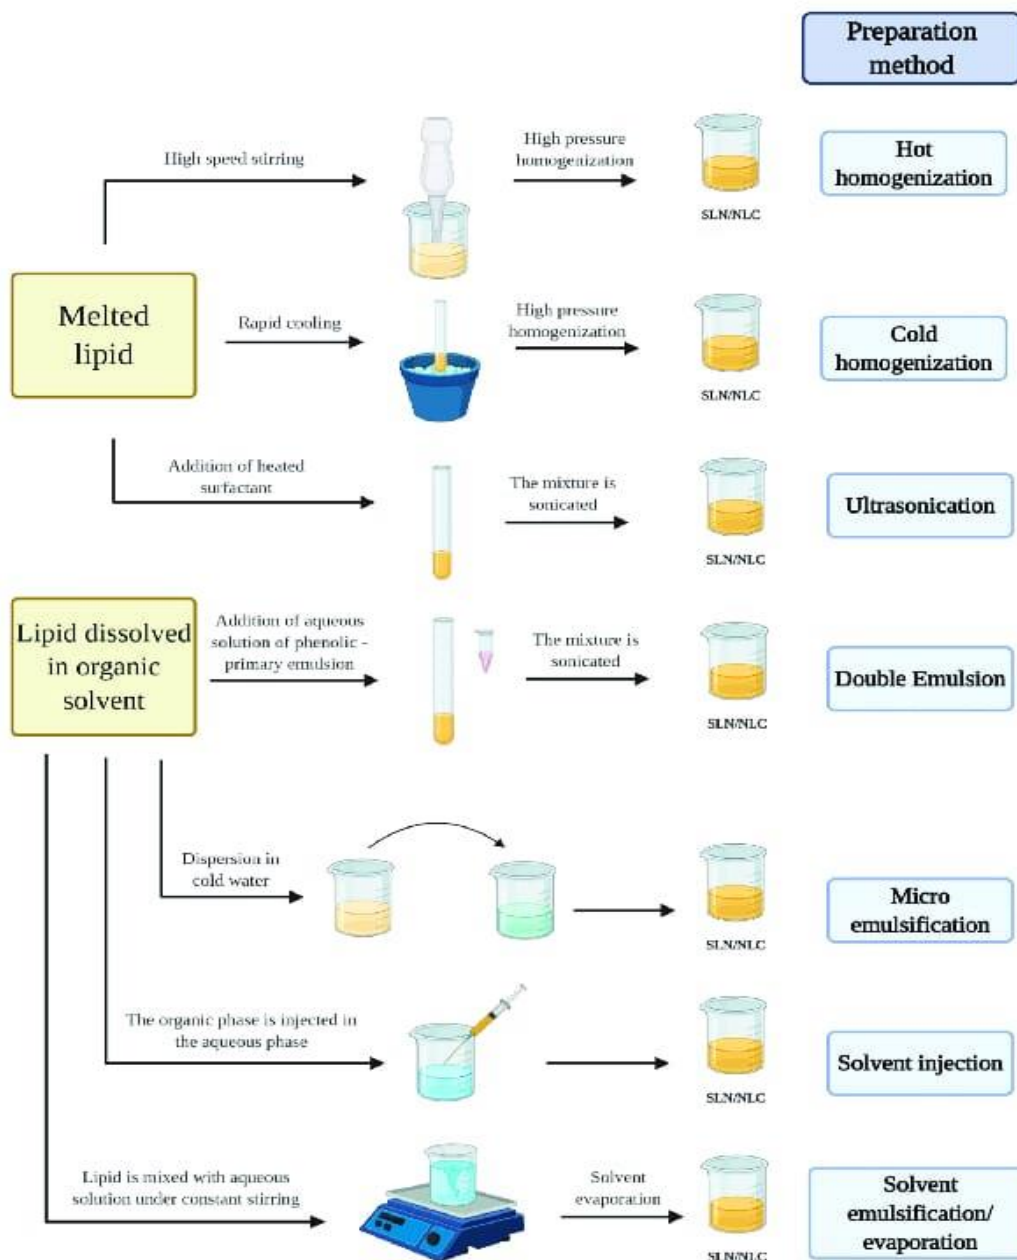 Preparation
method
High speed stirring
High pressure
homogenization
SLN/NLC
Hot
homogenization
Melted
lipid
Rapid cooling
High pressure
homogenization
SLN/NLC
Cold
homogenization
Addition of heated
surfactant
The mixture is
sonicated
SLN/NLC
Ultrasonication
Lipid dissolved
in organic
solvent
Addition of aqueous
solution of phenolic -
primary emulsion
The mixture is
sonicated
SLN/NLC
Double Emulsion
Dispersion in
cold water
SLN/NLC
Micro
emulsification
The organic phase is injected in
the aqueous phase
SLN/NLC
Solvent injection
Lipid is mixed with aqueous
solution under constant stirring
Solvent
evaporation
SLN/NLC
Solvent
emulsification/
evaporation